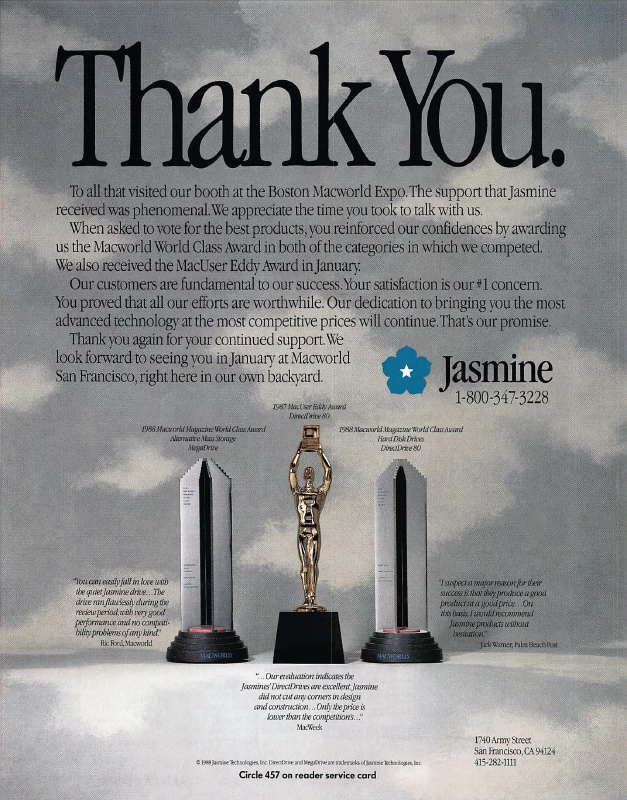 Thank You.
To all that visited our booth at the Boston Macworld Expo. The support that Jasmine
received was phenomenal. We appreciate the time you took to talk with us.
When asked to vote for the best products, you reinforced our confidences by awarding
us the Macworld World Class Award in both of the categories in which we competed.
We also received the MacUser Eddy Award in January.
Our customers are fundamental to our success. Your satisfaction is our #1 concern.
You proved that all our efforts are worthwhile. Our dedication to bringing you the most
advanced technology at the most competitive prices will continue. That's our promise.
Thank you again for your continued support. We
look forward to seeing you in January at Macworld
San Francisco, right here in our own backyard.
Jasmine
1-800-347-3228
1987 MacUser Eddy Award
DirectDrive 80
1988 Macworld Magazine World Class Award
Alternative Mass Storage
MegaDrive
1988 Macworld Magazine World Class Award
Hard Disk Drives
DirectDrive 80
"You can easily fall in love with
the quiet Jasmine drive... The
drive ran flawlessly during the
review period, with very good
performance and no compati-
bility problems of any kind."
Ric Ford, Macworld
"I suspect a major reason for their
success is that they produce a good
product at a good price... On
this basis, I would recommend
Jasmine products without
hesitation."
Jack Warner, Palm Beach Post
MACWORLD
MACWORLD
"...Our evaluation indicates the
Jasmines' DirectDrives are excellent. Jasmine
did not cut any corners in design
and construction... Only the price is
lower than the competition's..."
MacWeek
1740 Army Street
San Francisco, CA 94124
415-282-1111
© 1988 Jasmine Technologies, Inc. DirectDrive and MegaDrive are trademarks of Jasmine Technologies, Inc.
Circle 457 on reader service card